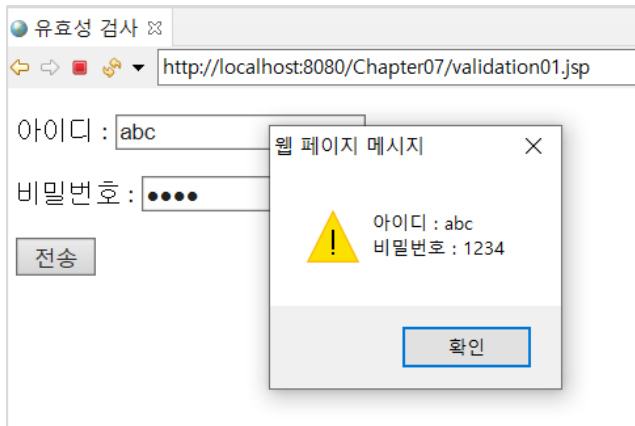 유효성 검사
http://localhost:8080/Chapter07/validation01.jsp
아이디 : abc
비밀번호 : ●●●●
전송
웹 페이지 메시지
아이디 : abc
비밀번호 : 1234
확인